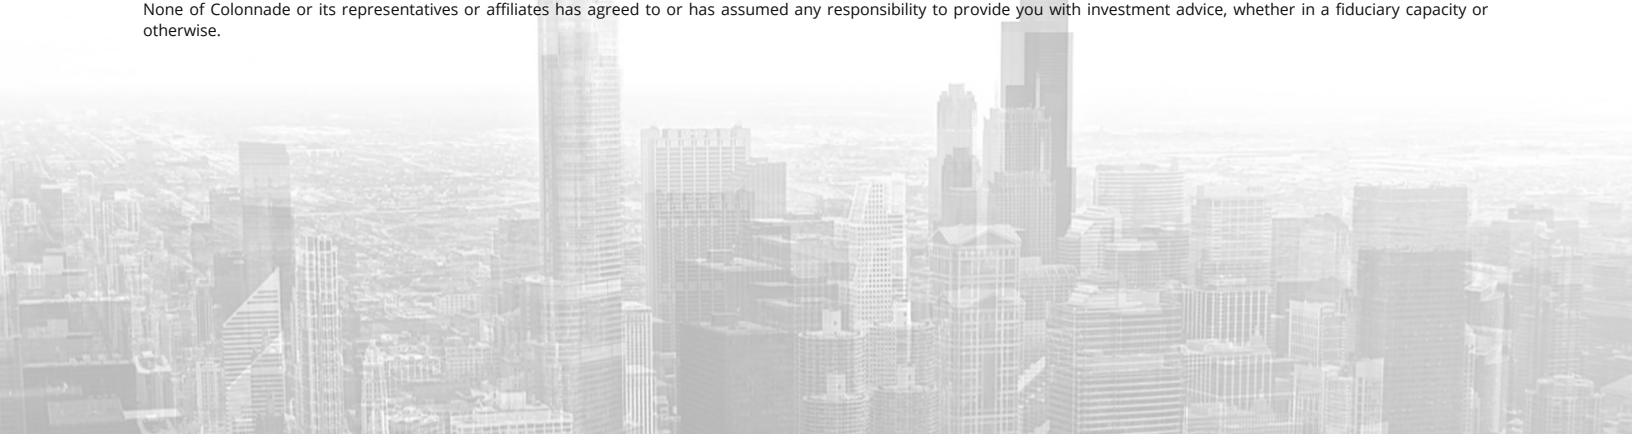 None of Colonnade or its representatives or affiliates has agreed to or has assumed any responsibility to provide you with investment advice, whether in a fiduciary capacity or
otherwise.